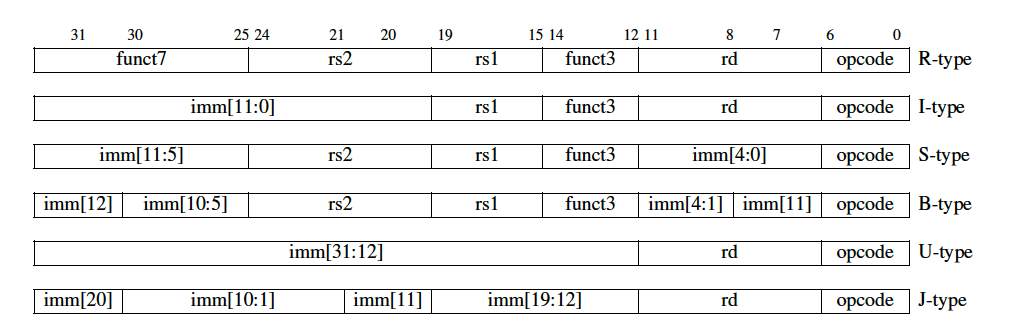 31 30 25 24 21 20 19 15 14 12 11 8 7 6 0
funct7 rs2 rs1 funct3 rd opcode R-type
imm[11:0] rs1 funct3 rd opcode I-type
imm[11:5] rs2 rs1 funct3 imm[4:0] opcode S-type
imm[12] imm[10:5] rs2 rs1 funct3 imm[4:1] imm[11] opcode B-type
imm[31:12] rd opcode U-type
imm[20] imm[10:1] imm[11] imm[19:12] rd opcode J-type